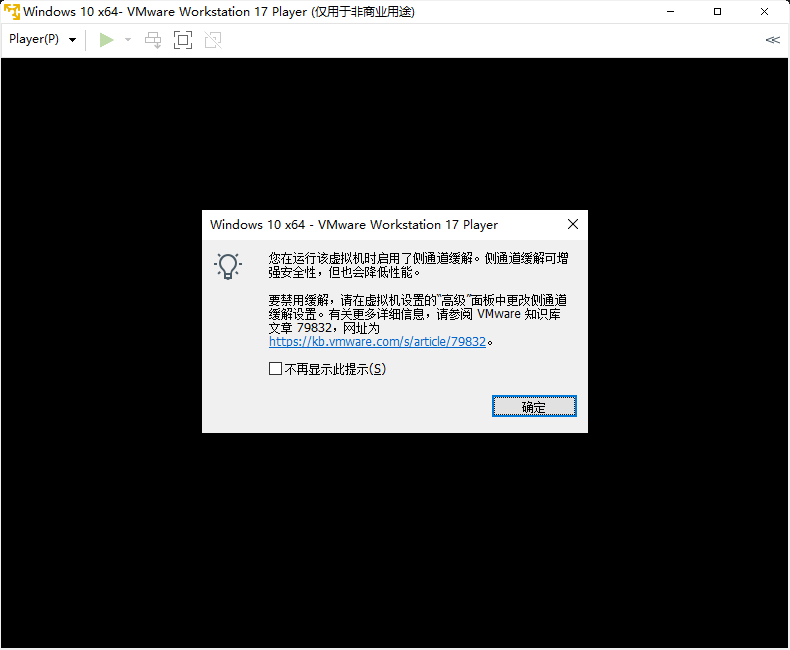 Windows 10 x64- VMware Workstation 17 Player (仅用于非商业用途)
Player(P)
Windows 10 x64 - VMware Workstation 17 Player
您在运行该虚拟机时启用了侧通道缓解。侧通道缓解可增
强安全性，但也会降低性能。
要禁用缓解，请在虚拟机设置的“高级”面板中更改侧通道
缓解设置。有关更多详细信息，请参阅 VMware 知识库
文章 79832，网址为
https://kb.vmware.com/s/article/79832。
不再显示此提示(S)
确定